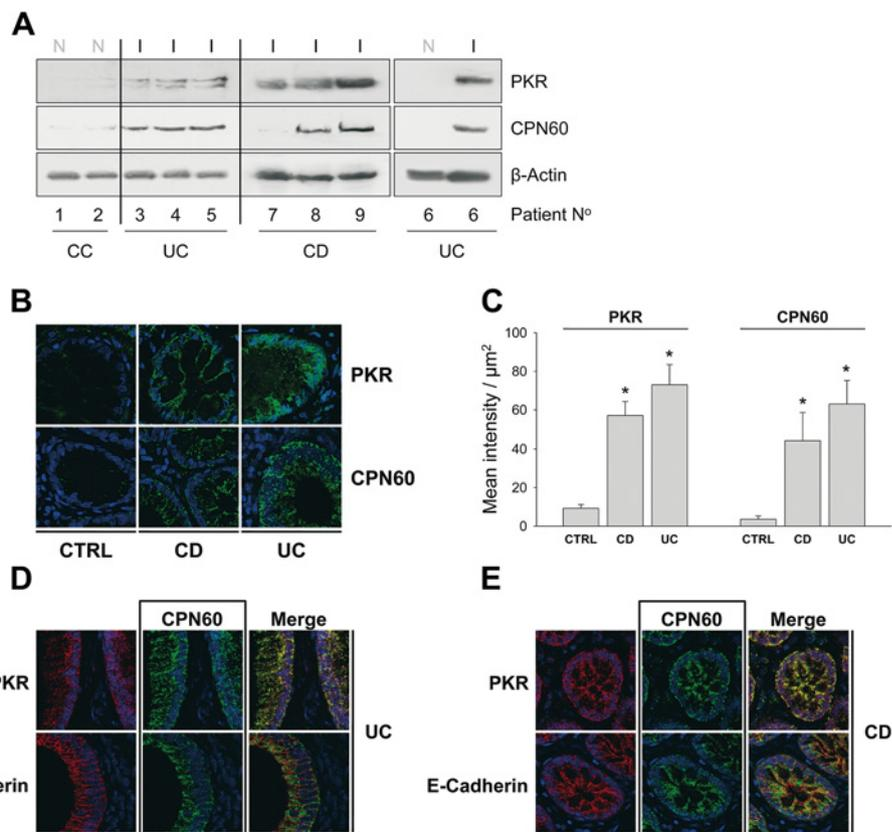 A
N N I I I I I I N I
PKR
CPN60
β-Actin
1 2 3 4 5 7 8 9 6 6 Patient Nº
CC UC CD UC
B
PKR
CPN60
CTRL CD UC
C
PKR CPN60
Mean intensity / µm²
100
80
60
40
20
0
* * * *
CTRL CD UC CTRL CD UC
D
CPN60 Merge
PKR
UC
erin
E
CPN60 Merge
PKR
CD
E-Cadherin